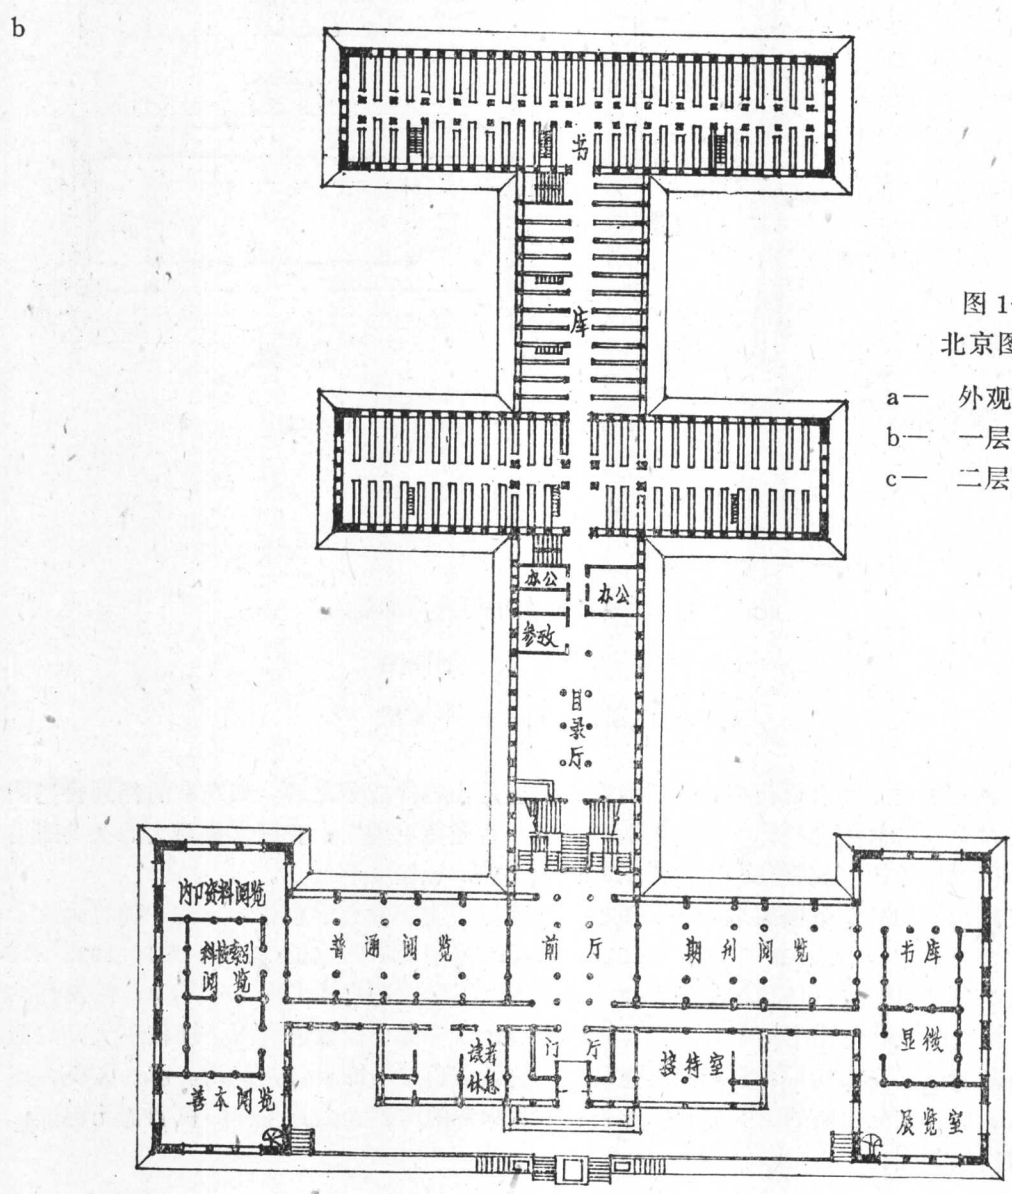 b
书
库
图 1
北京图
a— 外观
b— 一层
c— 二层
办公
办公
参政
目录厅
内部资料阅览
科技索引
阅览
普通阅览
前厅
期刊阅览
书库
显微
读者
休息
门厅
接待室
善本阅览
展览室